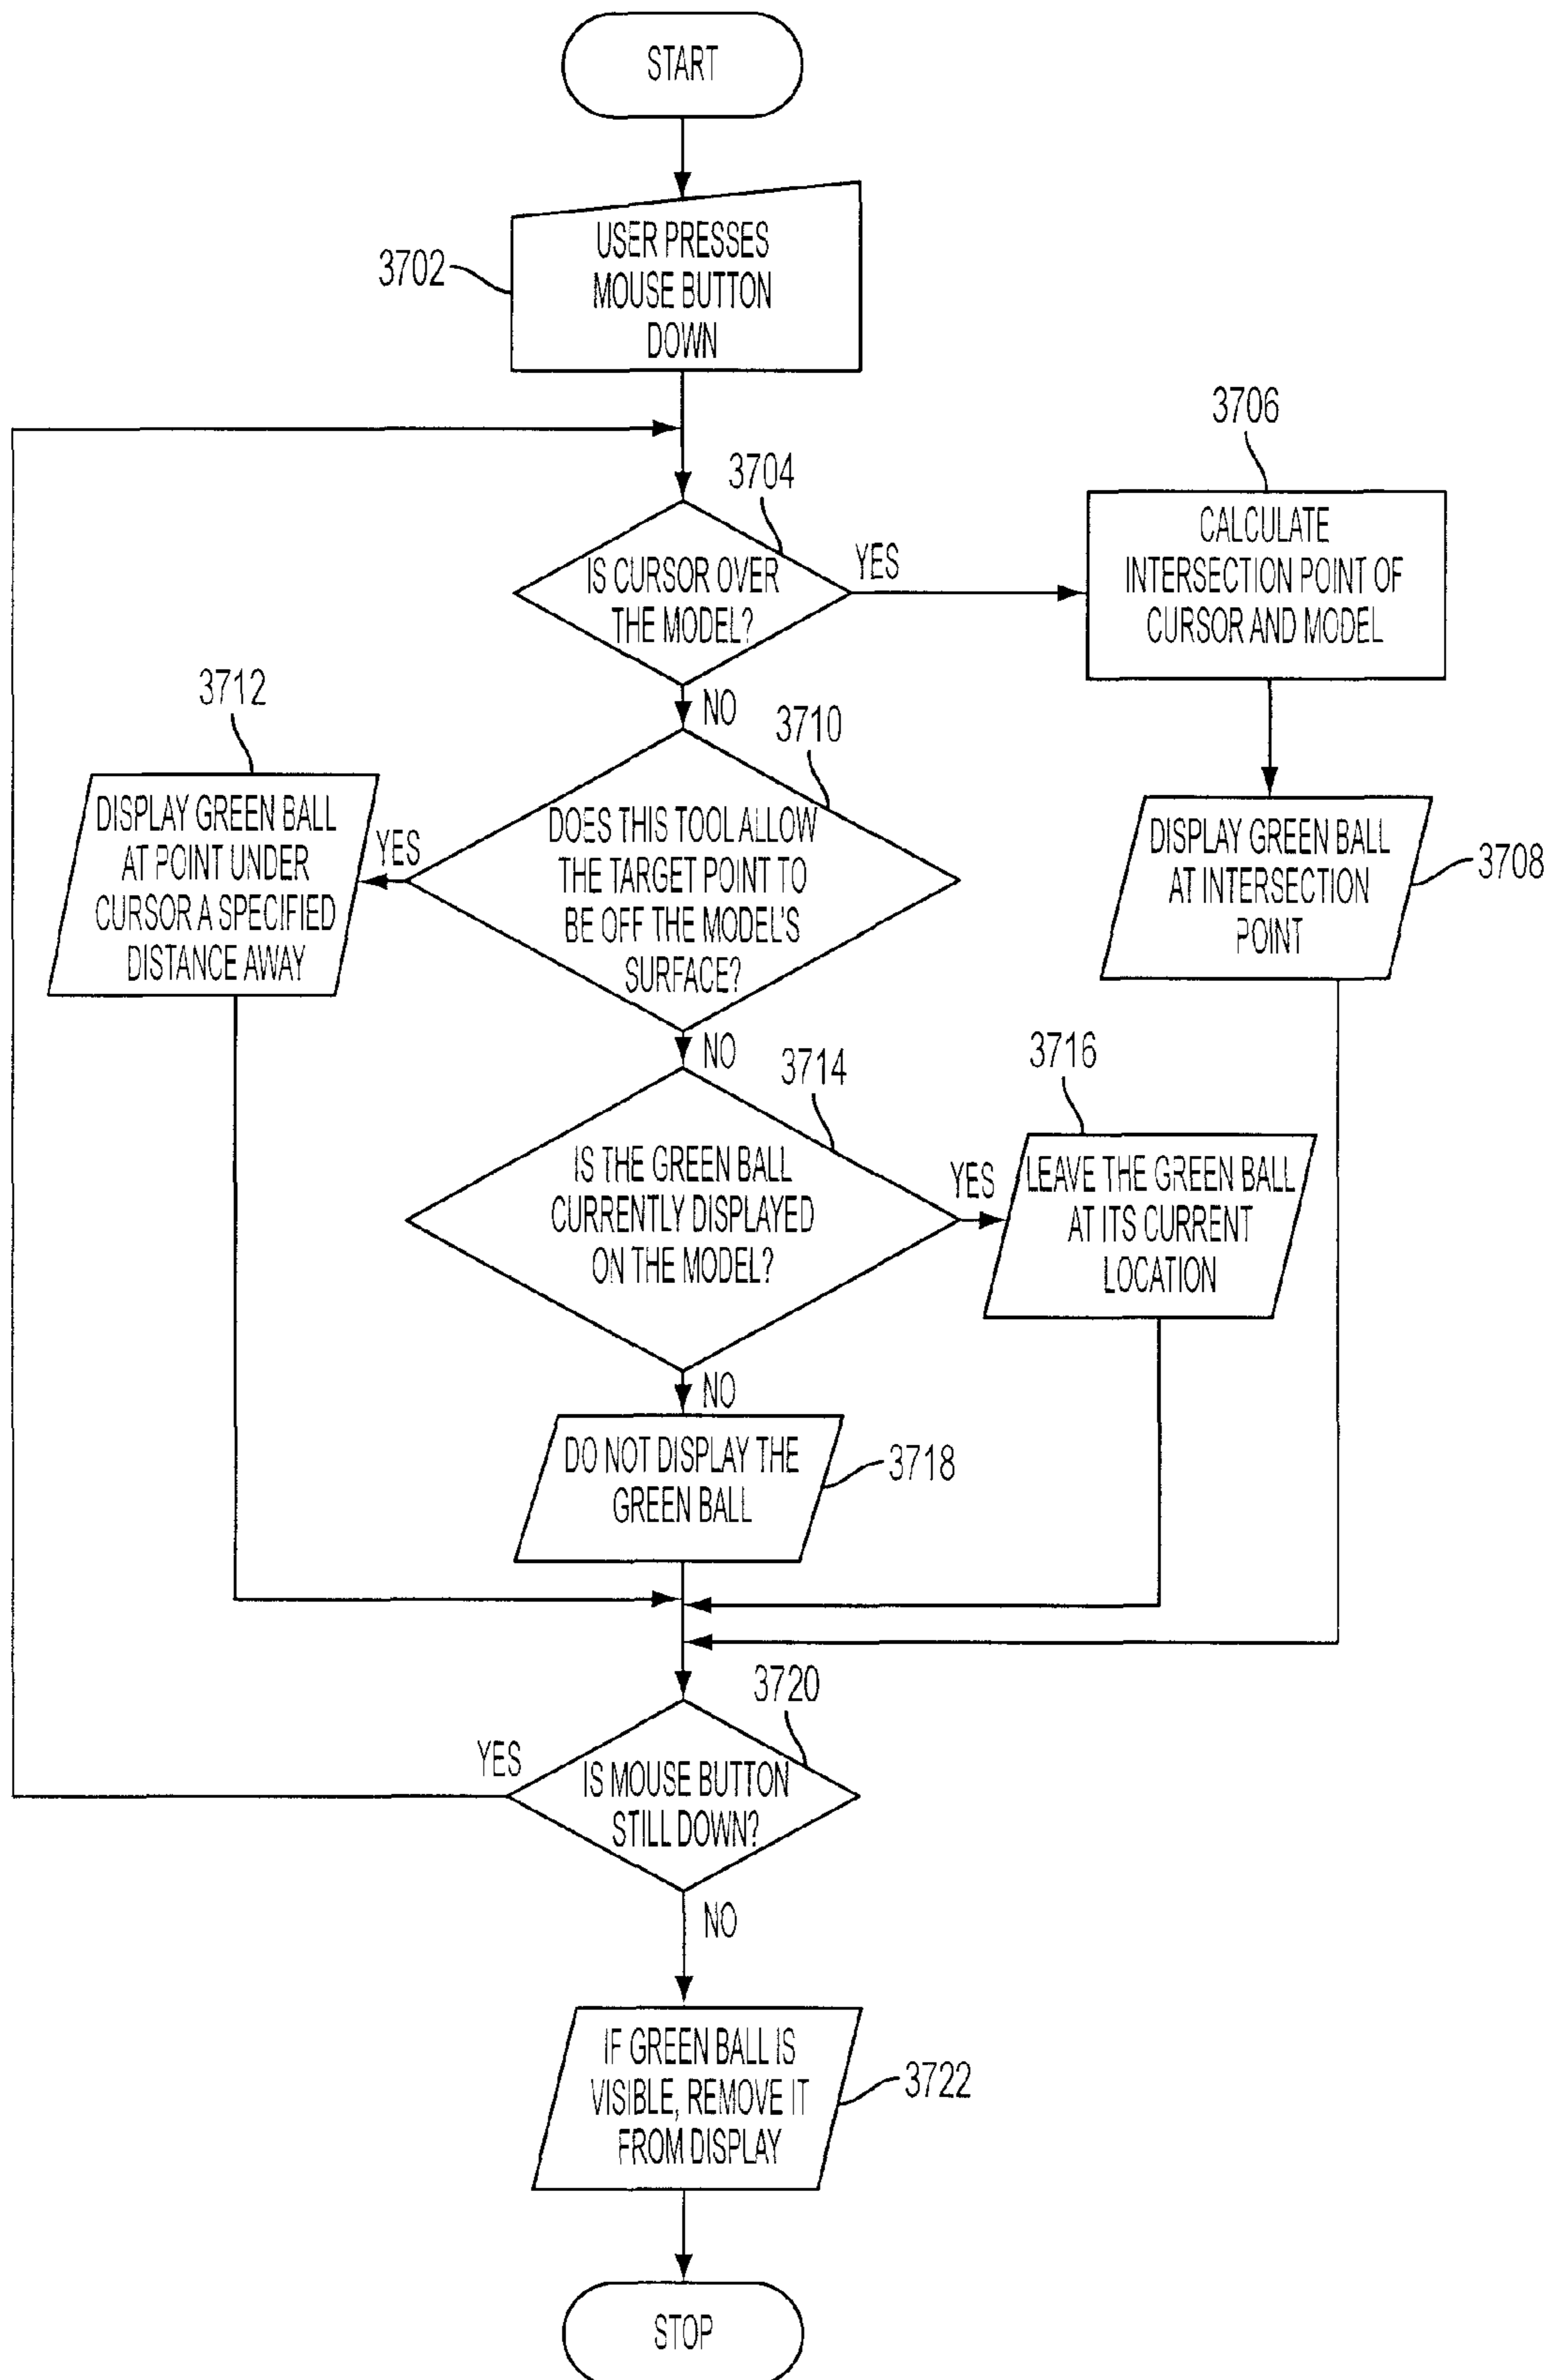 START
3702
USER PRESSES
MOUSE BUTTON
DOWN
3704
IS CURSOR OVER
THE MODEL?
YES
NO
3706
CALCULATE
INTERSECTION POINT OF
CURSOR AND MODEL
3708
DISPLAY GREEN BALL
AT INTERSECTION
POINT
3710
DOES THIS TOOL ALLOW
THE TARGET POINT TO
BE OFF THE MODEL'S
SURFACE?
YES
NO
3712
DISPLAY GREEN BALL
AT POINT UNDER
CURSOR A SPECIFIED
DISTANCE AWAY
3714
IS THE GREEN BALL
CURRENTLY DISPLAYED
ON THE MODEL?
YES
NO
3716
LEAVE THE GREEN BALL
AT ITS CURRENT
LOCATION
DO NOT DISPLAY THE
GREEN BALL
3718
3720
IS MOUSE BUTTON
STILL DOWN?
YES
NO
IF GREEN BALL IS
VISIBLE, REMOVE IT
FROM DISPLAY
3722
STOP